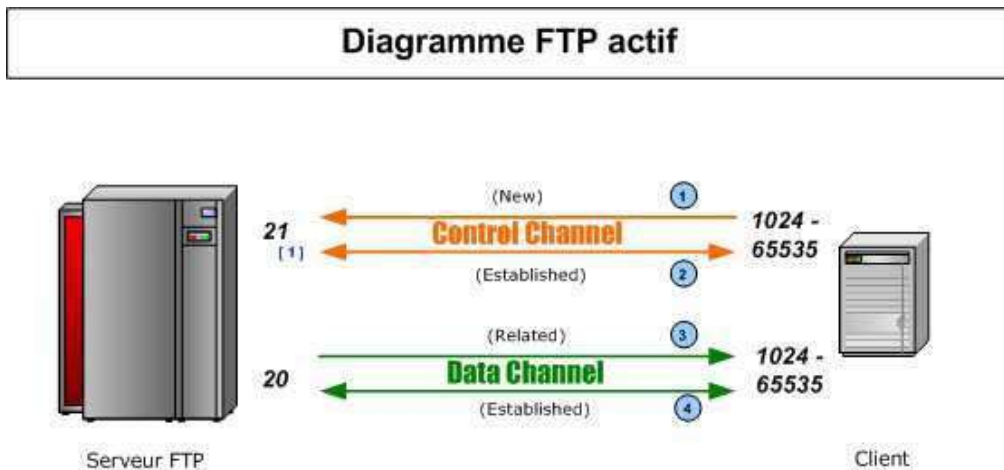 Diagramme FTP actif
(New)
1
21
[1]
Control Channel
1024 -
65535
(Established)
2
(Related)
3
20
Data Channel
1024 -
65535
(Established)
4
Serveur FTP
Client